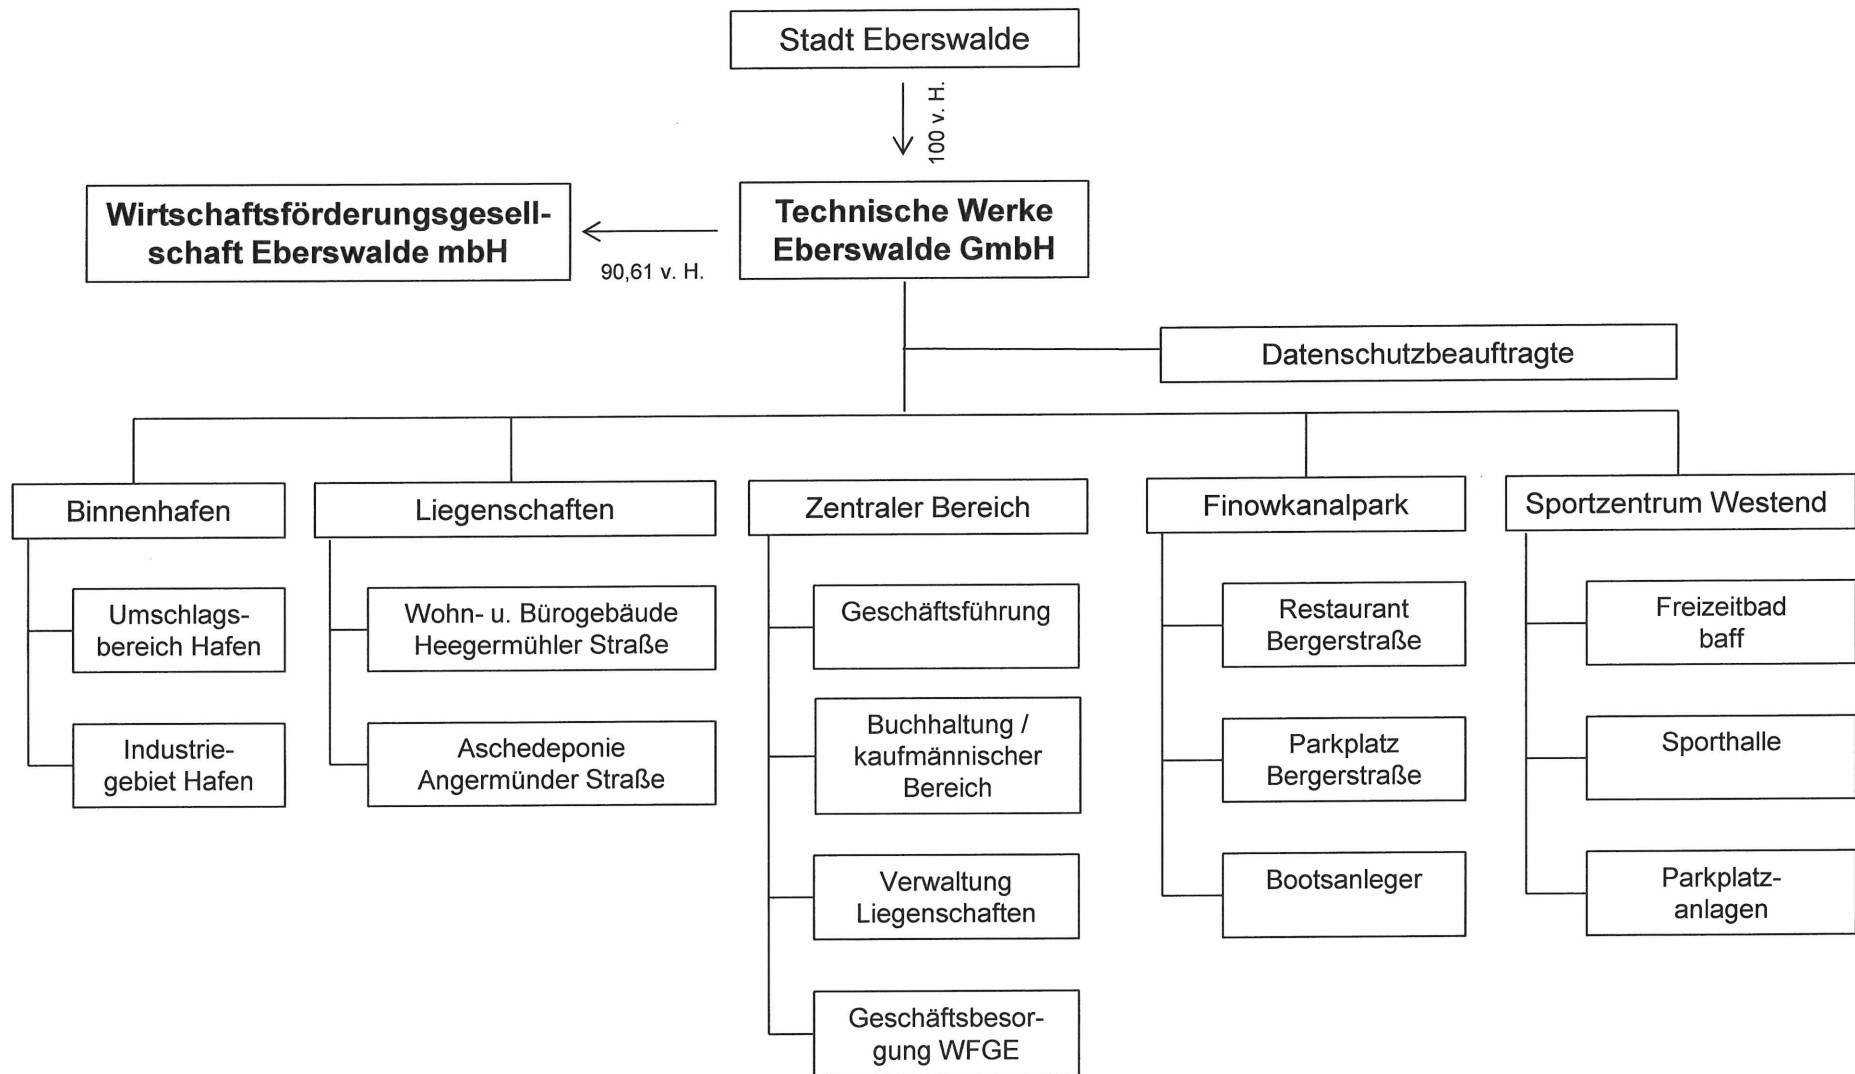 Stadt Eberswalde
100 v. H.
Wirtschaftsförderungsgesell-
schaft Eberswalde mbH
90,61 v. H.
Technische Werke
Eberswalde GmbH
Datenschutzbeauftragte
Binnenhafen
Umschlags-
bereich Hafen
Industrie-
gebiet Hafen
Liegenschaften
Wohn- u. Bürogebäude
Heegermühler Straße
Aschedeponie
Angermünder Straße
Zentraler Bereich
Geschäftsführung
Buchhaltung /
kaufmännischer
Bereich
Verwaltung
Liegenschaften
Geschäftsbesor-
gung WFGE
Finowkanalpark
Restaurant
Bergerstraße
Parkplatz
Bergerstraße
Bootsanleger
Sportzentrum Westend
Freizeitbad
baff
Sporthalle
Parkplatz-
anlagen